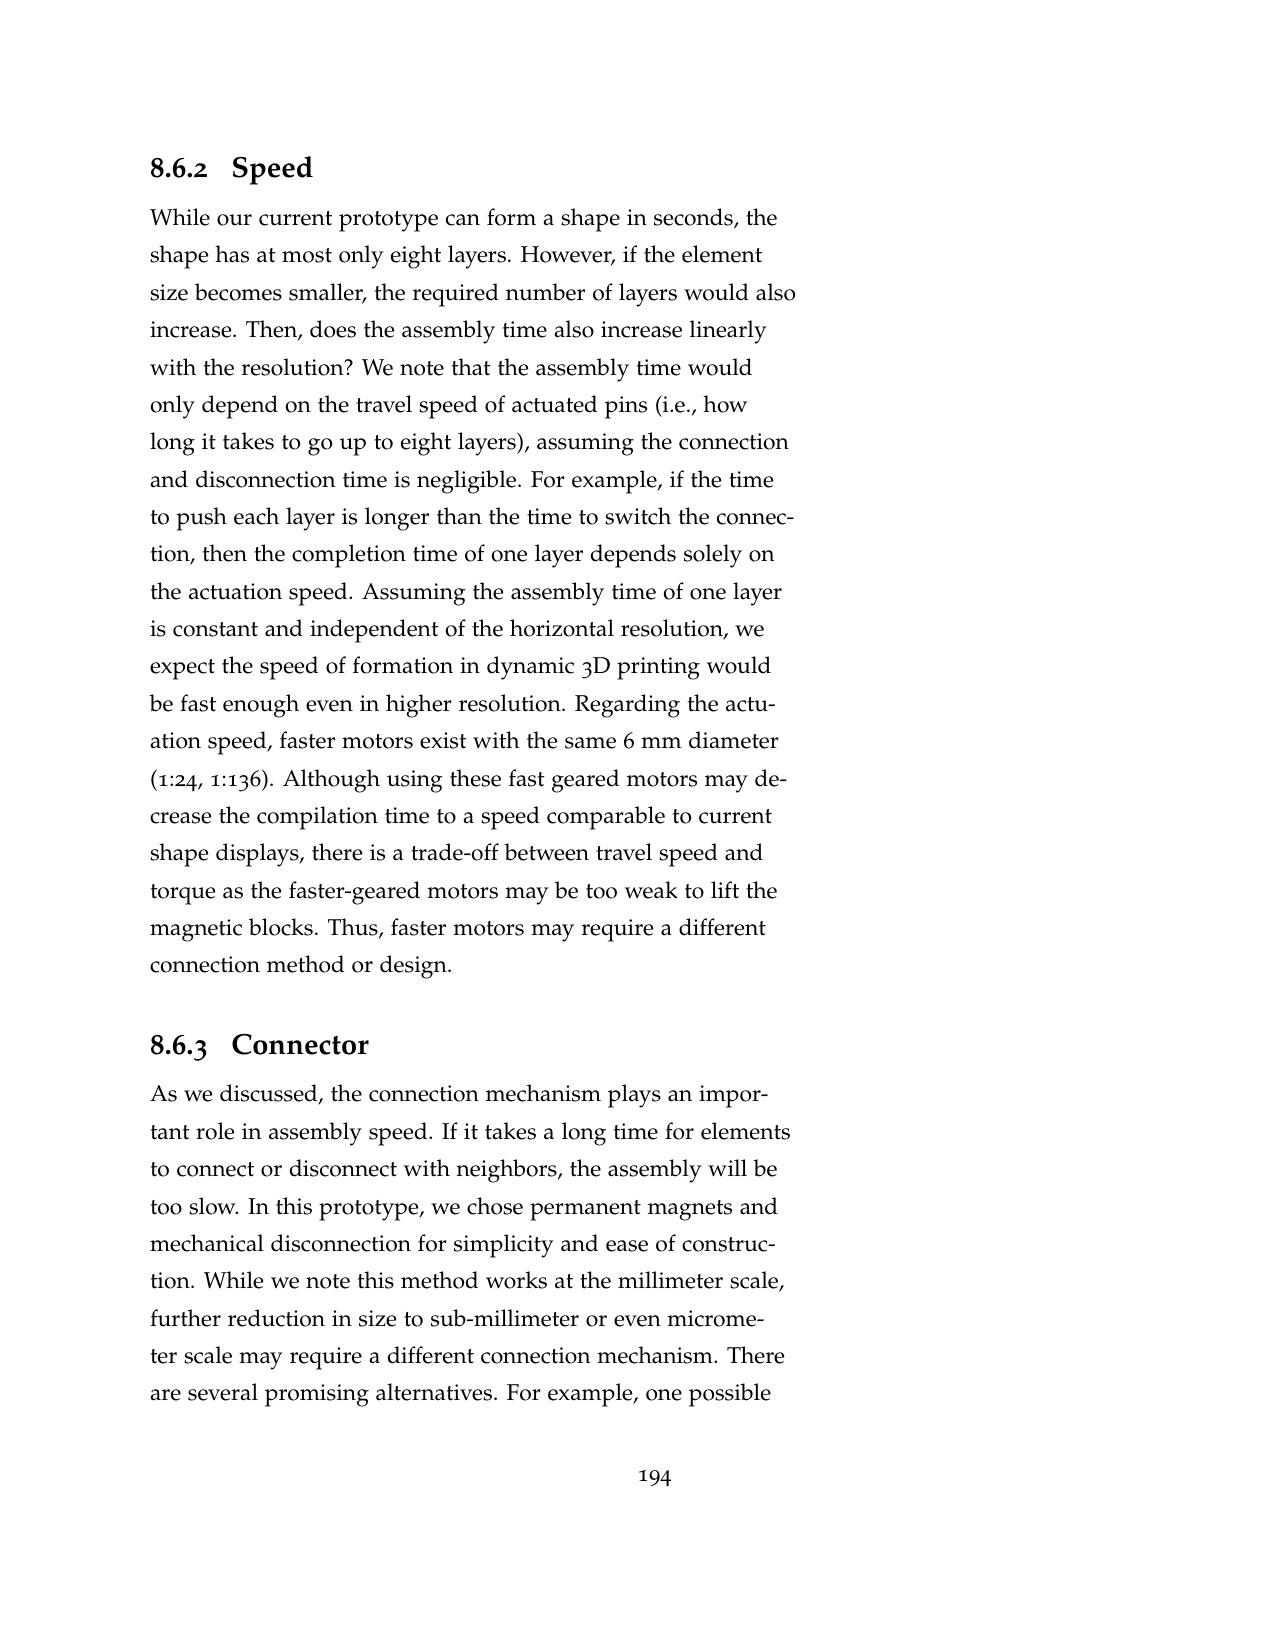 8.6.2 Speed
While our current prototype can form a shape in seconds, the
shape has at most only eight layers. However, if the element
size becomes smaller, the required number of layers would also
increase. Then, does the assembly time also increase linearly
with the resolution? We note that the assembly time would
only depend on the travel speed of actuated pins (i.e., how
long it takes to go up to eight layers), assuming the connection
and disconnection time is negligible. For example, if the time
to push each layer is longer than the time to switch the connec-
tion, then the completion time of one layer depends solely on
the actuation speed. Assuming the assembly time of one layer
is constant and independent of the horizontal resolution, we
expect the speed of formation in dynamic 3D printing would
be fast enough even in higher resolution. Regarding the actu-
ation speed, faster motors exist with the same 6 mm diameter
(1:24, 1:136). Although using these fast geared motors may de-
crease the compilation time to a speed comparable to current
shape displays, there is a trade-off between travel speed and
torque as the faster-geared motors may be too weak to lift the
magnetic blocks. Thus, faster motors may require a different
connection method or design.
8.6.3 Connector
As we discussed, the connection mechanism plays an impor-
tant role in assembly speed. If it takes a long time for elements
to connect or disconnect with neighbors, the assembly will be
too slow. In this prototype, we chose permanent magnets and
mechanical disconnection for simplicity and ease of construc-
tion. While we note this method works at the millimeter scale,
further reduction in size to sub-millimeter or even microme-
ter scale may require a different connection mechanism. There
are several promising alternatives. For example, one possible
194